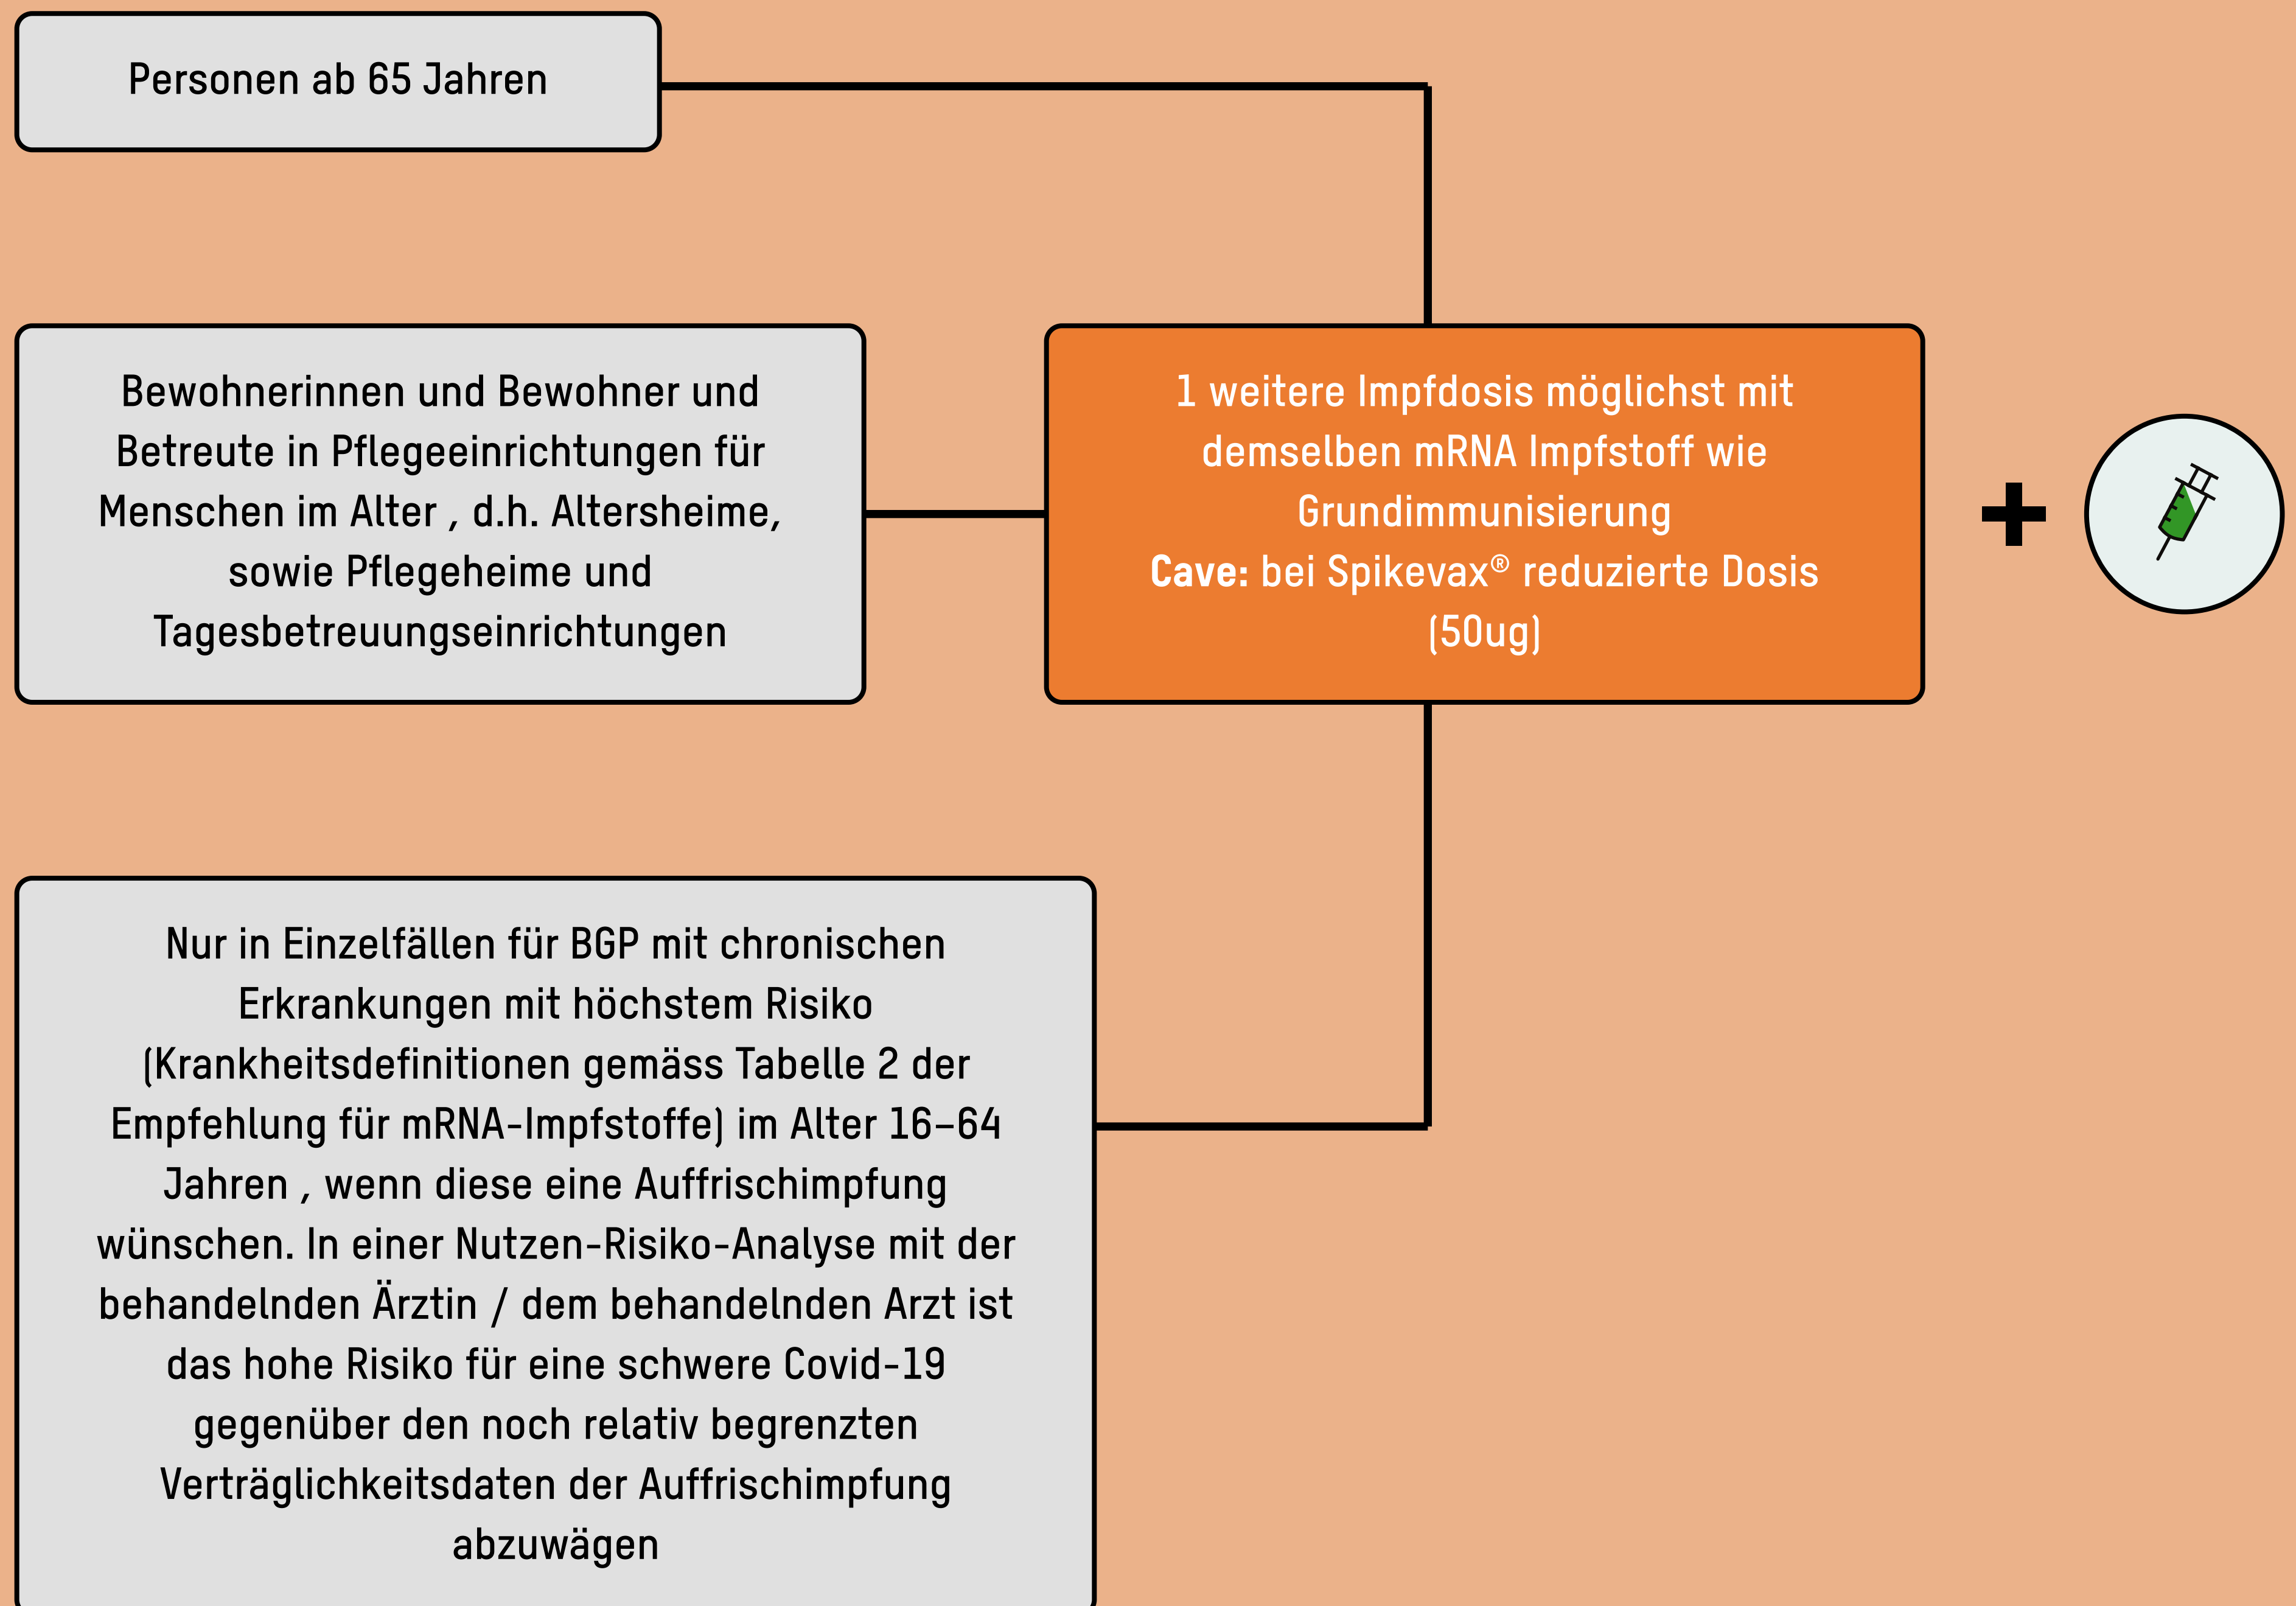 Personen ab 65 Jahren
Bewohnerinnen und Bewohner und
Betreute in Pflegeeinrichtungen für
Menschen im Alter , d.h. Altersheime,
sowie Pflegeheime und
Tagesbetreuungseinrichtungen
1 weitere Impfdosis möglichst mit
demselben mRNA Impfstoff wie
Grundimmunisierung
Cave: bei Spikevax® reduzierte Dosis
(50ug)
Nur in Einzelfällen für BGP mit chronischen
Erkrankungen mit höchstem Risiko
(Krankheitsdefinitionen gemäss Tabelle 2 der
Empfehlung für mRNA-Impfstoffe) im Alter 16–64
Jahren , wenn diese eine Auffrischimpfung
wünschen. In einer Nutzen-Risiko-Analyse mit der
behandelnden Ärztin / dem behandelnden Arzt ist
das hohe Risiko für eine schwere Covid-19
gegenüber den noch relativ begrenzten
Verträglichkeitsdaten der Auffrischimpfung
abzuwägen